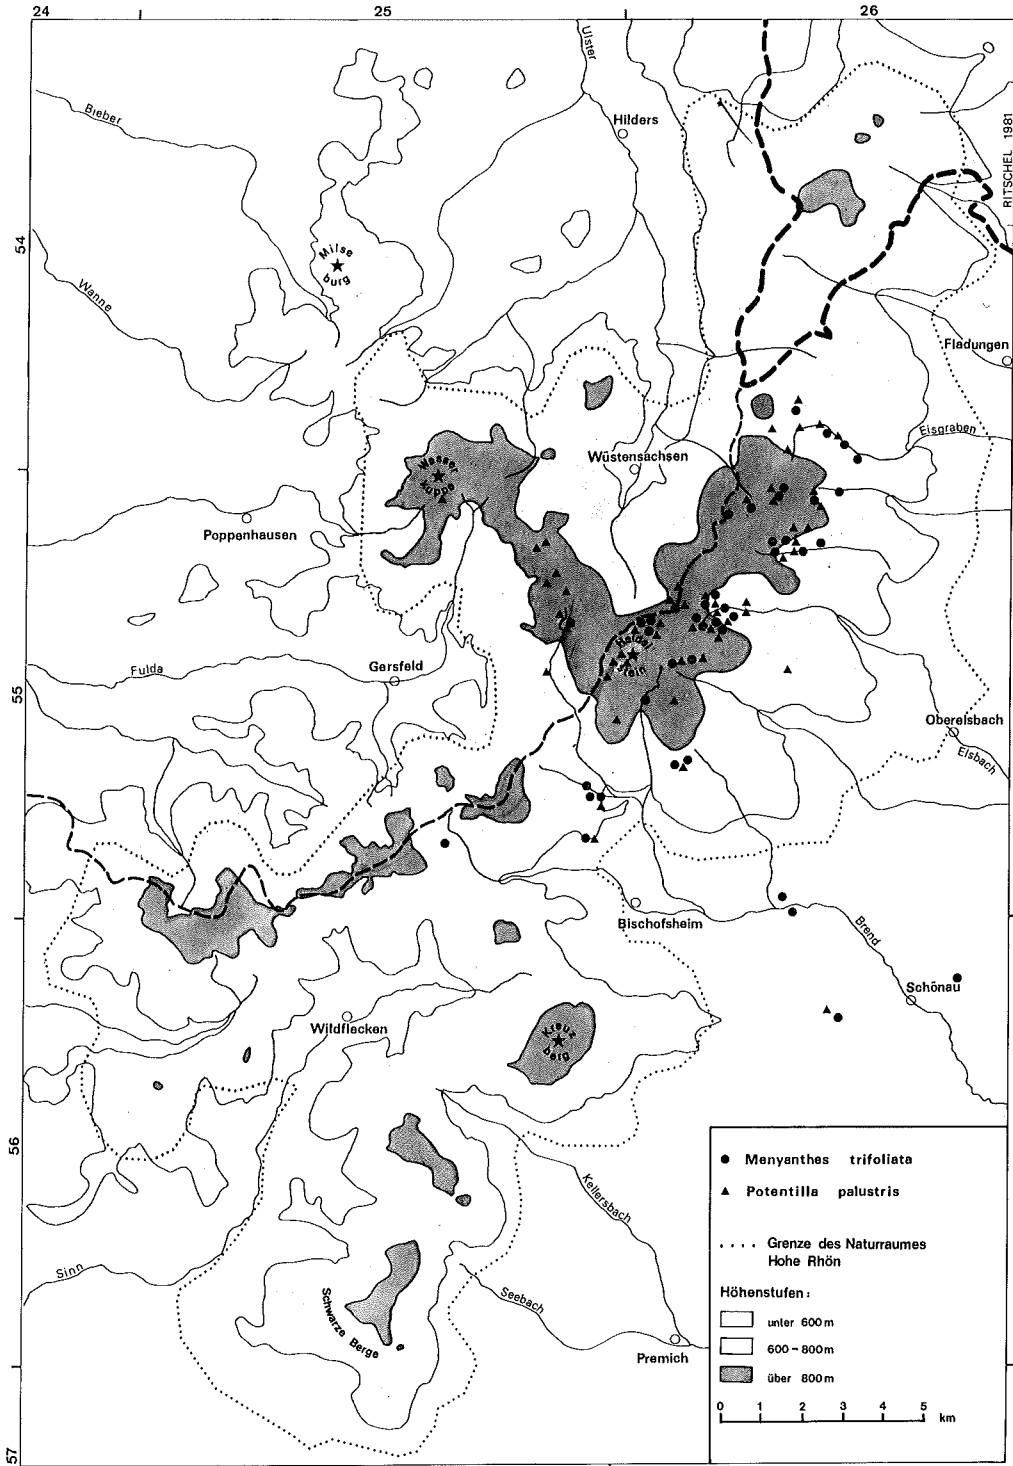 24
25
26
54
55
56
57
RITSCHEL 1981
Ulster
Bieber
Hilders
Milse
burg
Wanne
Fladungen
Eisgraben
Wasser
kuppe
Wüstensachsen
Poppenhausen
Heidel
stein
Fulda
Gersfeld
Oberelsbach
Elsbach
Bischofsheim
Brend
Schönau
Wildflecken
Kreuz
berg
Kellersbach
Sinn
Seebach
Schwarze Berge
Premich
Menyanthes trifoliata
Potentilla palustris
Grenze des Naturraumes
Hohe Rhön
Höhenstufen:
unter 600 m
600-800 m
über 800 m
0 1 2 3 4 5 km